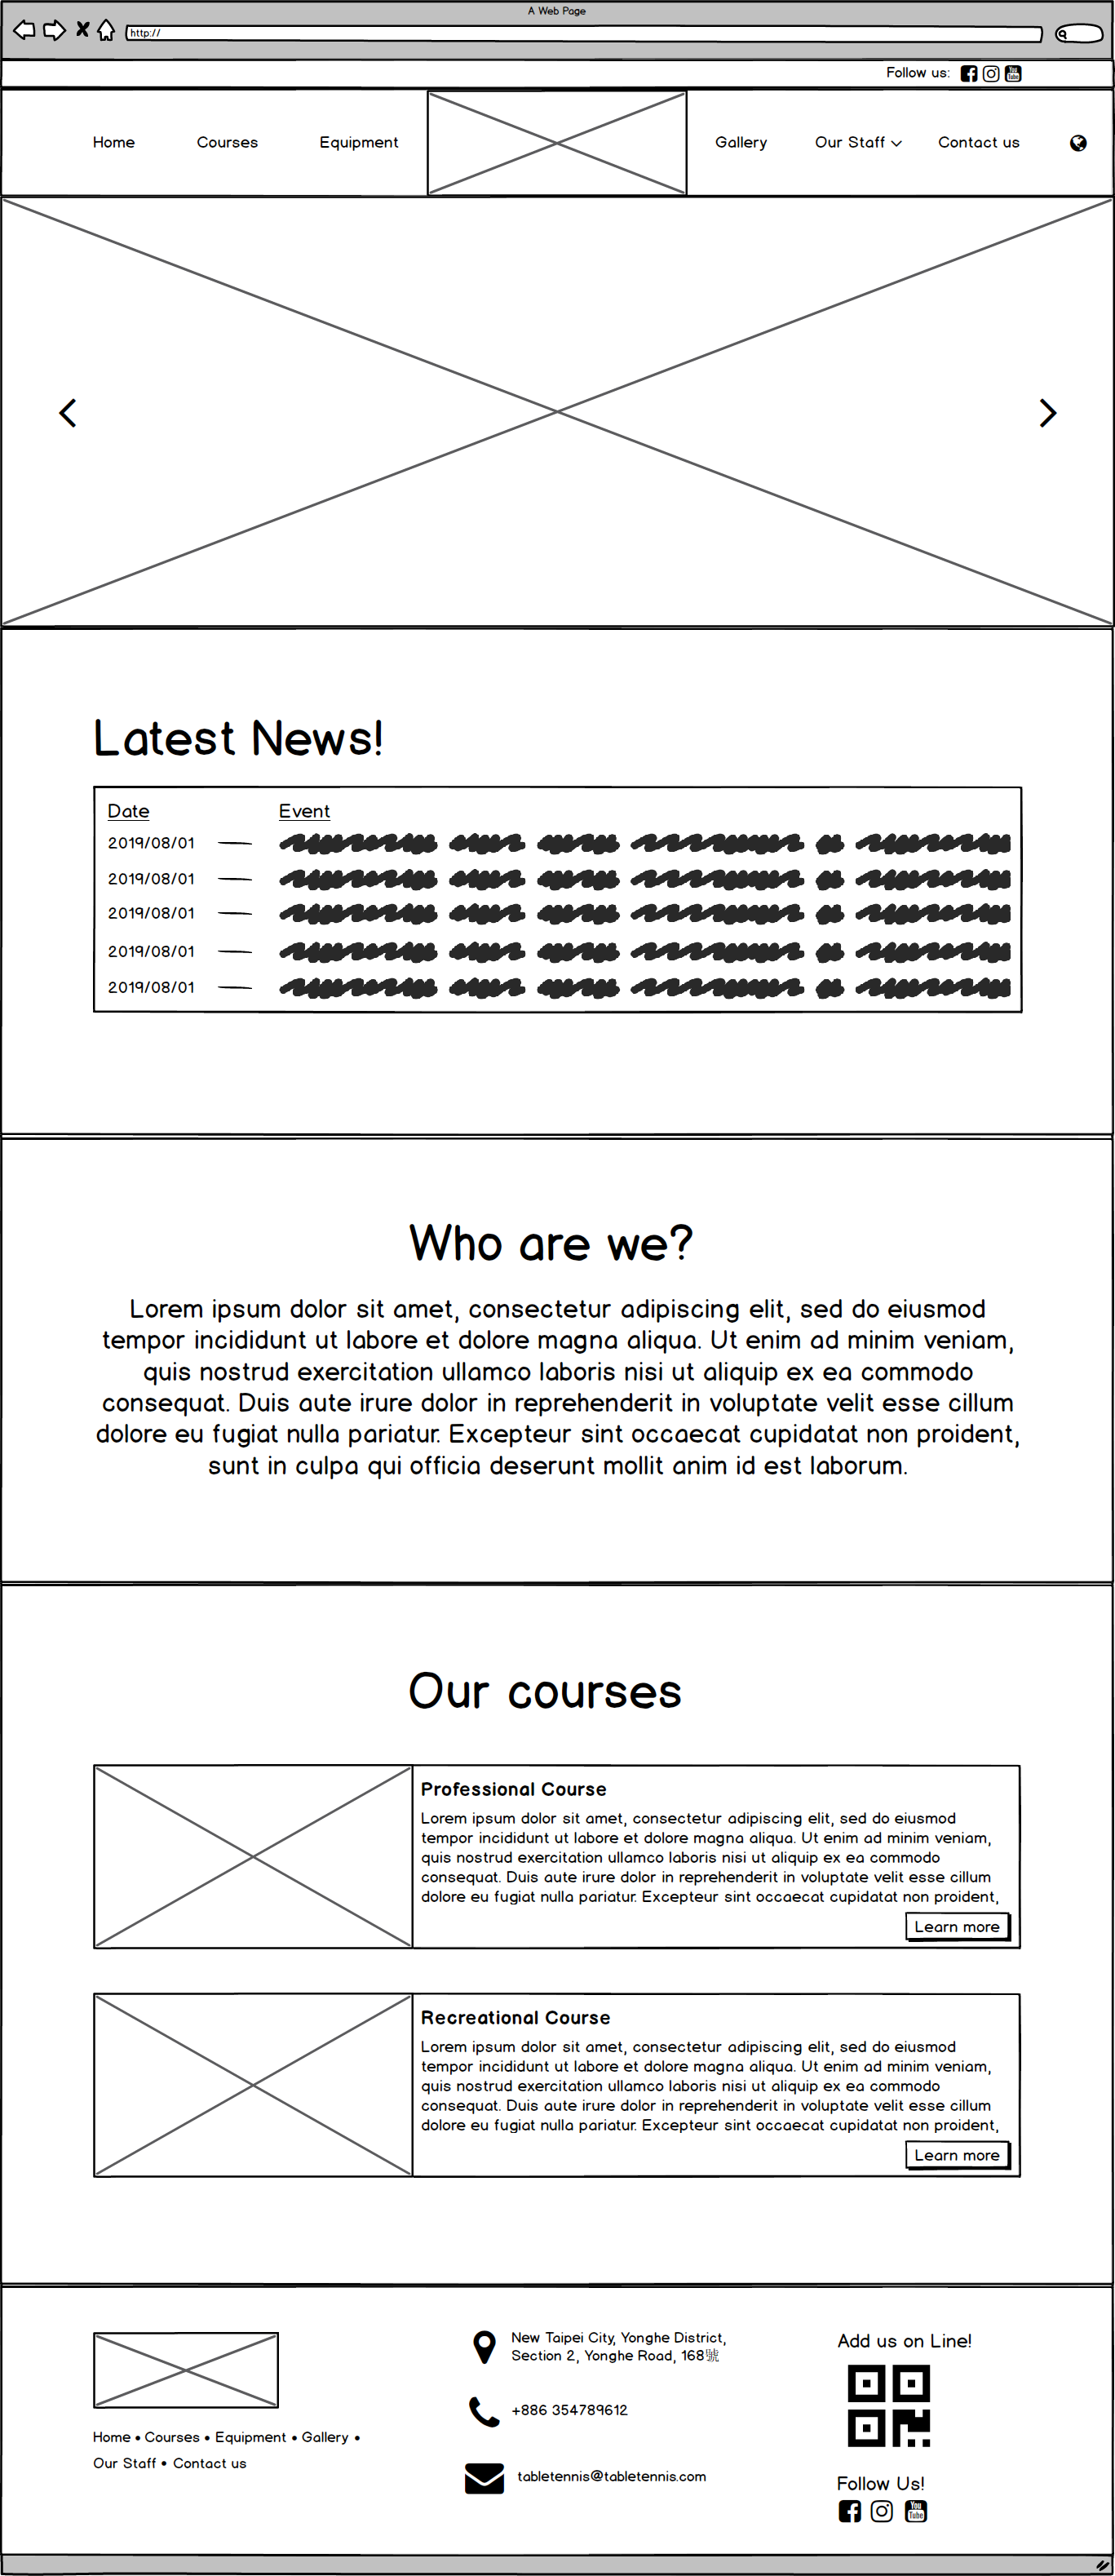 A Web Page
http://
Follow us:
Home Courses Equipment Gallery Our Staff Contact us
Latest News!
Date Event
2019/08/01
2019/08/01
2019/08/01
2019/08/01
2019/08/01
Who are we?
Lorem ipsum dolor sit amet, consectetur adipiscing elit, sed do eiusmod
tempor incididunt ut labore et dolore magna aliqua. Ut enim ad minim veniam,
quis nostrud exercitation ullamco laboris nisi ut aliquip ex ea commodo
consequat. Duis aute irure dolor in reprehenderit in voluptate velit esse cillum
dolore eu fugiat nulla pariatur. Excepteur sint occaecat cupidatat non proident,
sunt in culpa qui officia deserunt mollit anim id est laborum.
Our courses
Professional Course
Lorem ipsum dolor sit amet, consectetur adipiscing elit, sed do eiusmod
tempor incididunt ut labore et dolore magna aliqua. Ut enim ad minim veniam,
quis nostrud exercitation ullamco laboris nisi ut aliquip ex ea commodo
consequat. Duis aute irure dolor in reprehenderit in voluptate velit esse cillum
dolore eu fugiat nulla pariatur. Excepteur sint occaecat cupidatat non proident,
Learn more
Recreational Course
Lorem ipsum dolor sit amet, consectetur adipiscing elit, sed do eiusmod
tempor incididunt ut labore et dolore magna aliqua. Ut enim ad minim veniam,
quis nostrud exercitation ullamco laboris nisi ut aliquip ex ea commodo
consequat. Duis aute irure dolor in reprehenderit in voluptate velit esse cillum
dolore eu fugiat nulla pariatur. Excepteur sint occaecat cupidatat non proident,
Learn more
Home • Courses • Equipment • Gallery •
Our Staff • Contact us
New Taipei City, Yonghe District,
Section 2, Yonghe Road, 168號
+886 354789612
tabletennis@tabletennis.com
Add us on Line!
Follow Us!
You Tube